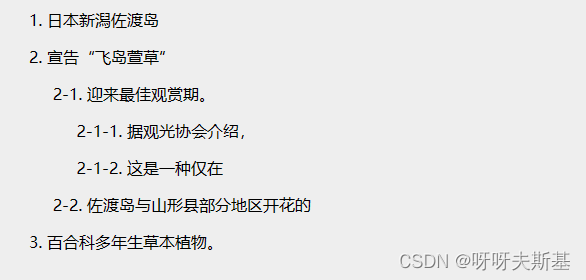 1. 日本新潟佐渡岛
2. 宣告“飞岛萱草”
2-1. 迎来最佳观赏期。
2-1-1. 据观光协会介绍，
2-1-2. 这是一种仅在
2-2. 佐渡岛与山形县部分地区开花的
3. 百合科多年生草本植物。
CSDN @呀呀夫斯基